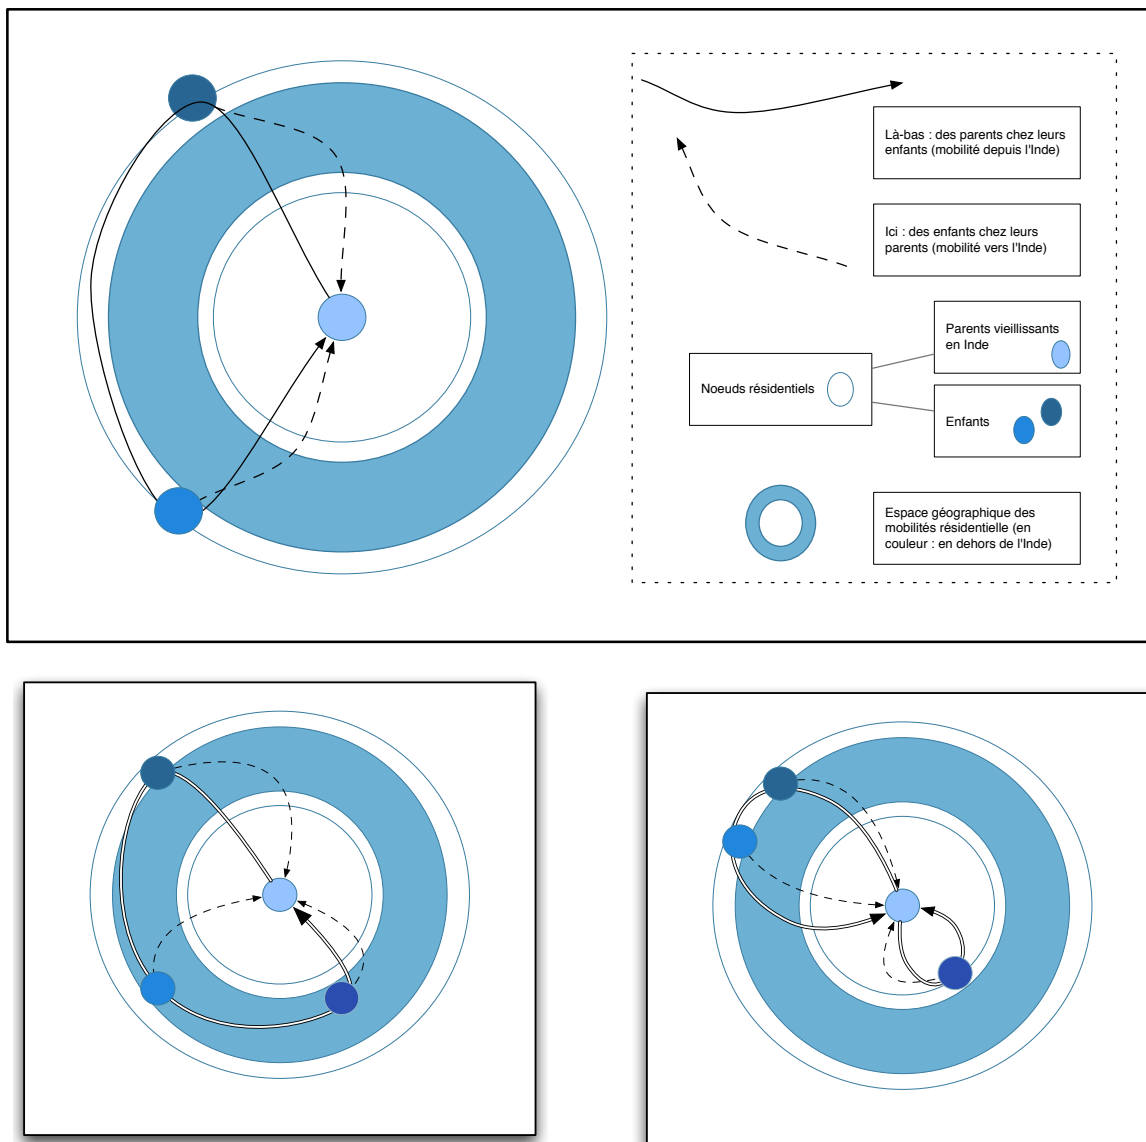 Là-bas : des parents chez leurs
enfants (mobilité depuis l'Inde)
Ici : des enfants chez leurs
parents (mobilité vers l'Inde)
Parents vieillissants
en Inde
Noeuds résidentiels
Enfants
Espace géographique des
mobilités résidentielle (en
couleur : en dehors de l'Inde)